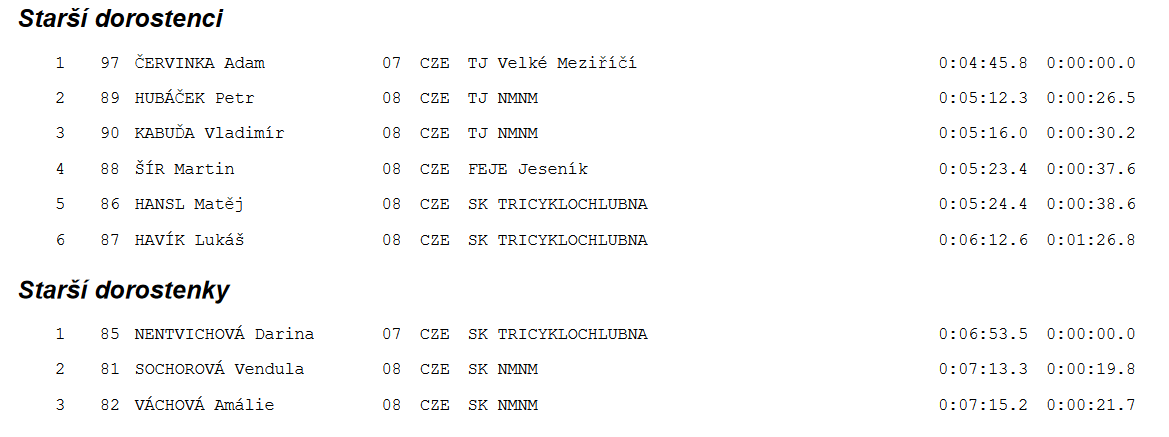 Starší dorostenci
1 97 ČERVINKA Adam 07 CZE TJ Velké Meziříčí 0:04:45.8 0:00:00.0
2 89 HUBÁČEK Petr 08 CZE TJ NMNM 0:05:12.3 0:00:26.5
3 90 KABUĎA Vladimír 08 CZE TJ NMNM 0:05:16.0 0:00:30.2
4 88 ŠÍR Martin 08 CZE FEJE Jeseník 0:05:23.4 0:00:37.6
5 86 HANSL Matěj 08 CZE SK TRICYKLOCHLUBNA 0:05:24.4 0:00:38.6
6 87 HAVÍK Lukáš 08 CZE SK TRICYKLOCHLUBNA 0:06:12.6 0:01:26.8
Starší dorostenky
1 85 NENTVICHOVÁ Darina 07 CZE SK TRICYKLOCHLUBNA 0:06:53.5 0:00:00.0
2 81 SOCHOROVÁ Vendula 08 CZE SK NMNM 0:07:13.3 0:00:19.8
3 82 VÁCHOVÁ Amálie 08 CZE SK NMNM 0:07:15.2 0:00:21.7